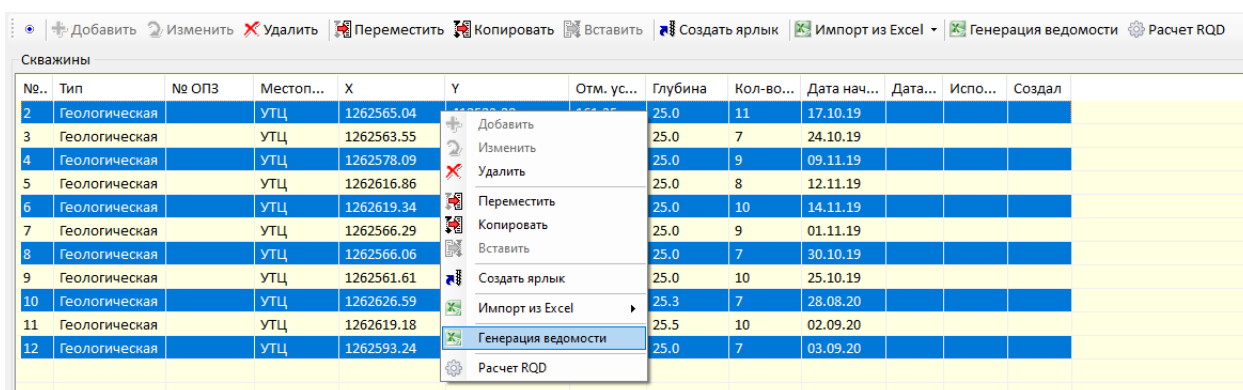 Добавить Изменить Удалить Переместить Копировать Вставить Создать ярлык Импорт из Excel Генерация ведомости Расчет RQD
Скважины
№.. Тип № ОПЗ Местоп... X Y Отм. ус... Глубина Кол-во... Дата нач... Дата... Испо... Создал
2 Геологическая УТЦ 1262565.04 25.0 11 17.10.19
3 Геологическая УТЦ 1262563.55 25.0 7 24.10.19
4 Геологическая УТЦ 1262578.09 25.0 9 09.11.19
5 Геологическая УТЦ 1262616.86 25.0 8 12.11.19
6 Геологическая УТЦ 1262619.34 25.0 10 14.11.19
7 Геологическая УТЦ 1262566.29 25.0 9 01.11.19
8 Геологическая УТЦ 1262566.06 25.0 7 30.10.19
9 Геологическая УТЦ 1262561.61 25.0 10 25.10.19
10 Геологическая УТЦ 1262626.59 25.3 7 28.08.20
11 Геологическая УТЦ 1262619.18 25.5 10 02.09.20
12 Геологическая УТЦ 1262593.24 25.0 7 03.09.20
Добавить
Изменить
Удалить
Переместить
Копировать
Вставить
Создать ярлык
Импорт из Excel
Генерация ведомости
Расчет RQD